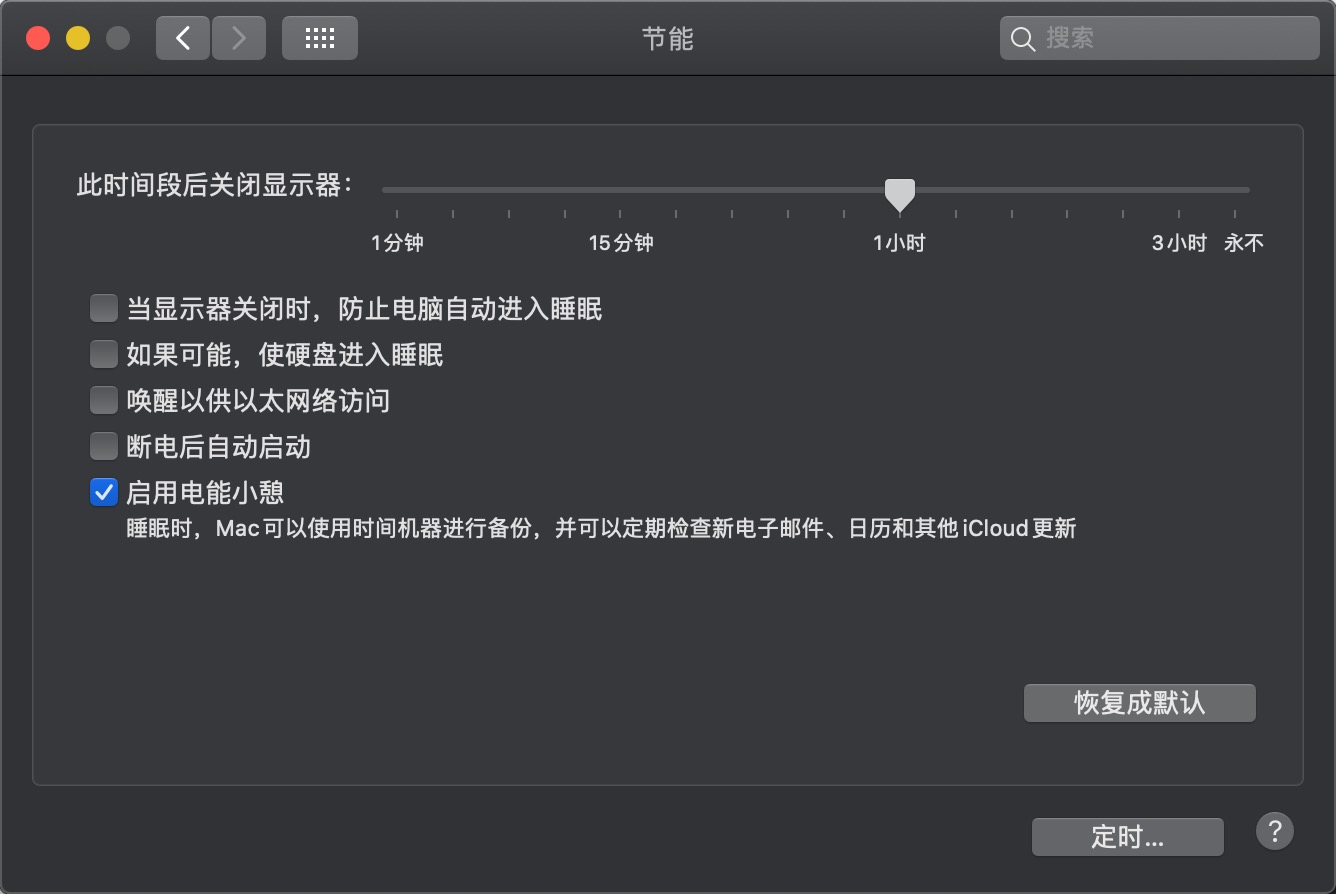 节能
搜索
此时间段后关闭显示器：
1分钟 15分钟 1小时 3小时 永不
当显示器关闭时，防止电脑自动进入睡眠
如果可能，使硬盘进入睡眠
唤醒以供以太网络访问
断电后自动启动
启用电能小憩
睡眠时，Mac可以使用时间机器进行备份，并可以定期检查新电子邮件、日历和其他iCloud更新
恢复成默认
定时...
?